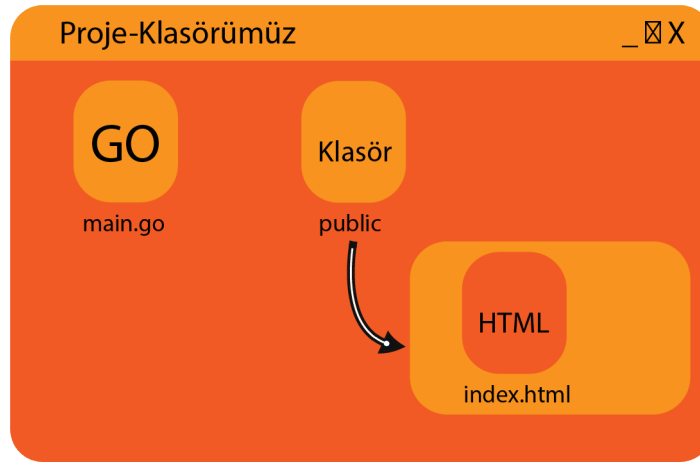 Proje-Klasörümüz _ ☒ X
GO
Klasör
main.go
public
HTML
index.html